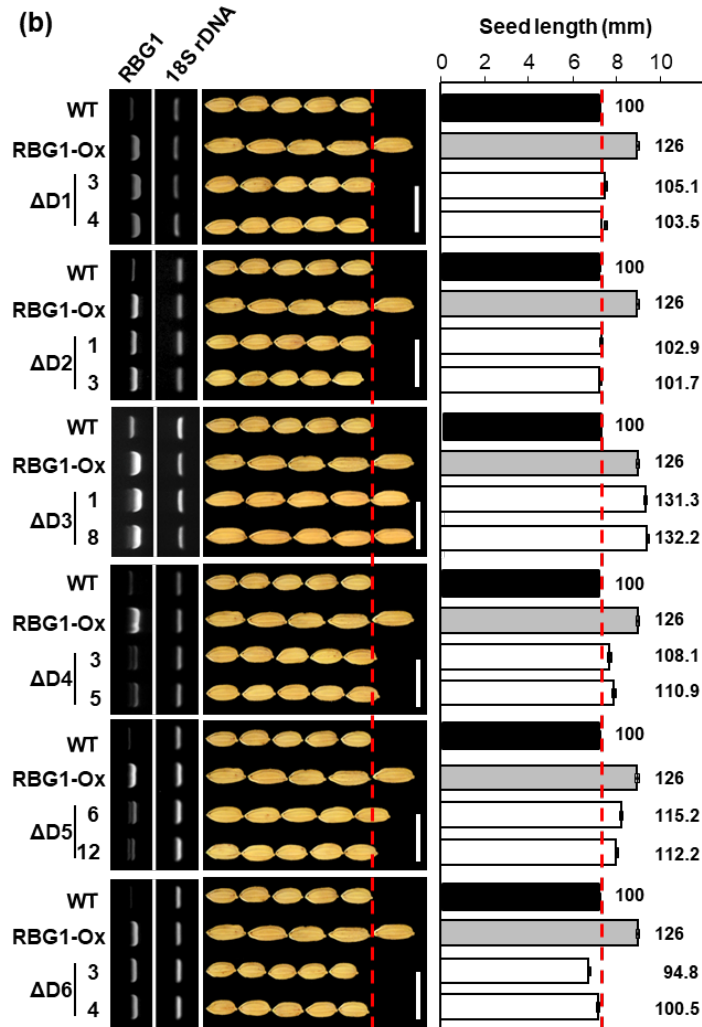 (b)
RBG1 18S rDNA
Seed length (mm)
0 2 4 6 8 10
WT 100
RBG1-Ox 126
ΔD1 3 105.1
4 103.5
WT 100
RBG1-Ox 126
ΔD2 1 102.9
3 101.7
WT 100
RBG1-Ox 126
ΔD3 1 131.3
8 132.2
WT 100
RBG1-Ox 126
ΔD4 3 108.1
5 110.9
WT 100
RBG1-Ox 126
ΔD5 6 115.2
12 112.2
WT 100
RBG1-Ox 126
ΔD6 3 94.8
4 100.5